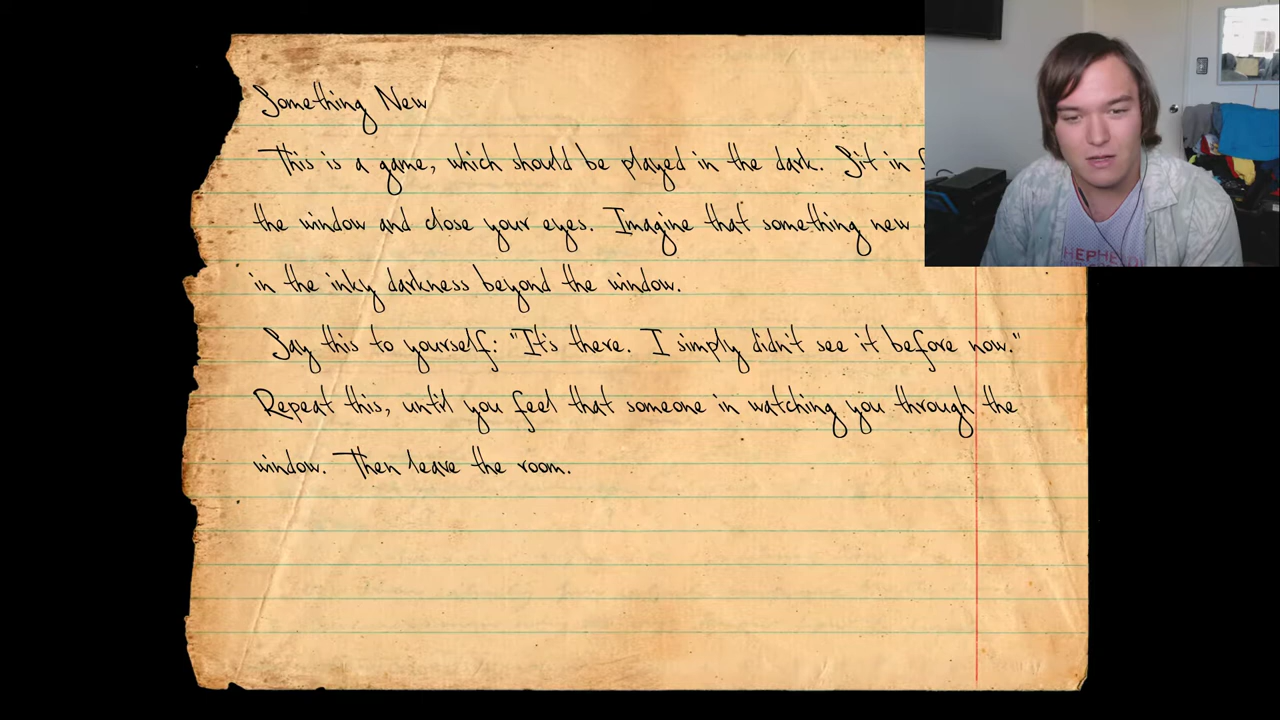 Something New
This is a game, which should be played in the dark. Sit in
the window and close your eyes. Imagine that something new
in the inky darkness beyond the window.
Say this to yourself: "It's there. I simply didn't see it before now."
Repeat this, until you feel that someone in watching you through the
window. Then leave the room.
HEPHE